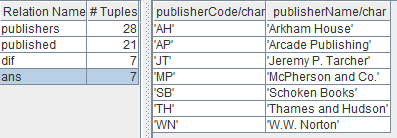 Relation Name # Tuples
publishers 28
published 21
dif 7
ans 7
publisherCode/char publisherName/char
'AH' 'Arkham House'
'AP' 'Arcade Publishing'
'JT' 'Jeremy P. Tarcher'
'MP' 'McPherson and Co.'
'SB' 'Schoken Books'
'TH' 'Thames and Hudson'
'WN' 'W.W. Norton'